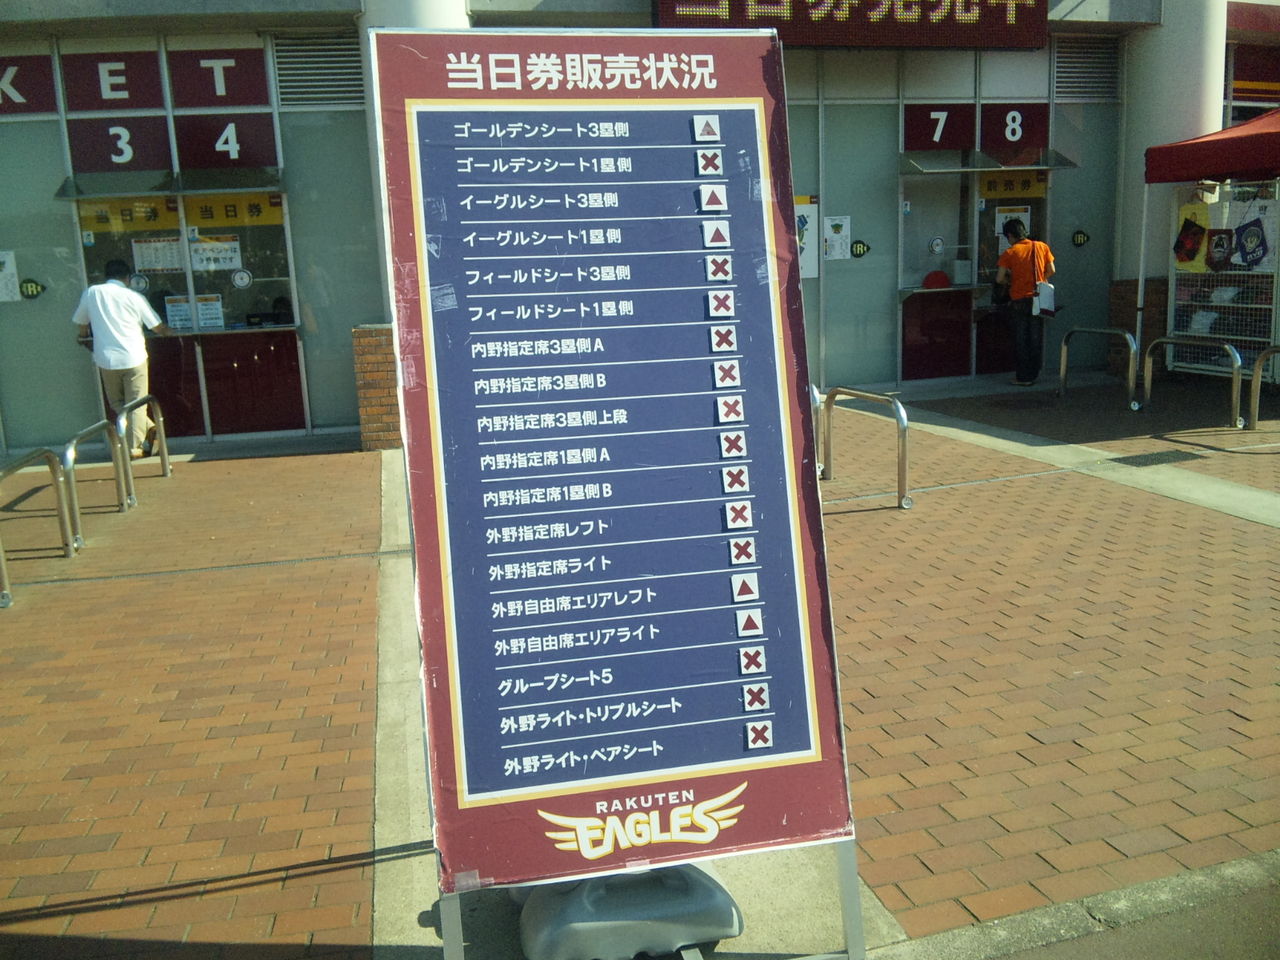 当日券発売中
K E T
3 4
7 8
当日券
当日券
前売券
当日券販売状況
ゴールデンシート3塁側 ▲
ゴールデンシート1塁側 ×
イーグルシート3塁側 ▲
イーグルシート1塁側 ▲
フィールドシート3塁側 ×
フィールドシート1塁側 ×
内野指定席3塁側A ×
内野指定席3塁側B ×
内野指定席3塁側上段 ×
内野指定席1塁側A ×
内野指定席1塁側B ×
外野指定席レフト ×
外野指定席ライト ×
外野自由席エリアレフト ▲
外野自由席エリアライト ▲
グループシート5 ×
外野ライト・トリプルシート ×
外野ライト・ペアシート ×
RAKUTEN
EAGLES